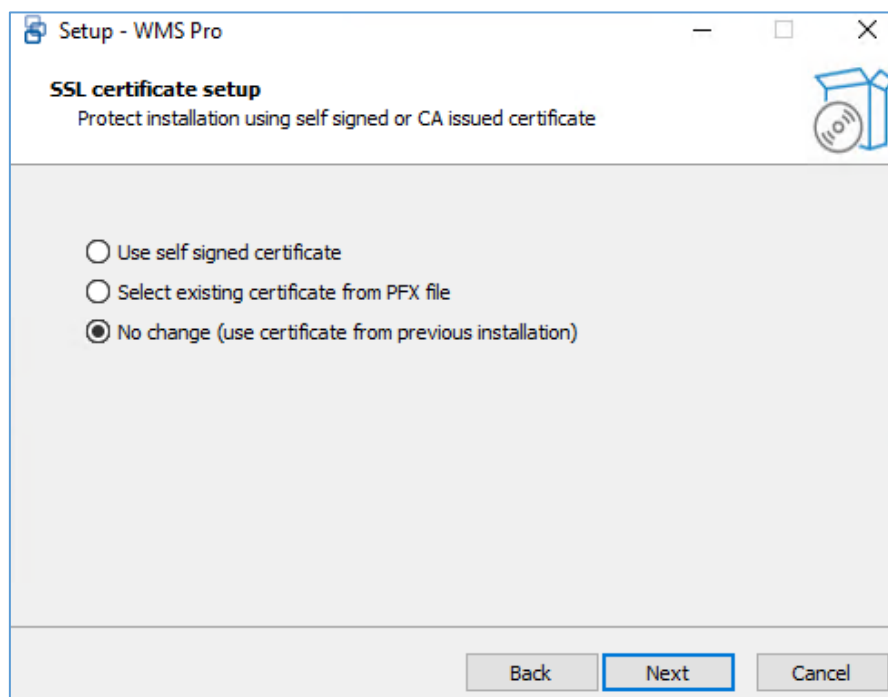 Setup - WMS Pro
SSL certificate setup
Protect installation using self signed or CA issued certificate
Use self signed certificate
Select existing certificate from PFX file
No change (use certificate from previous installation)
Back Next Cancel